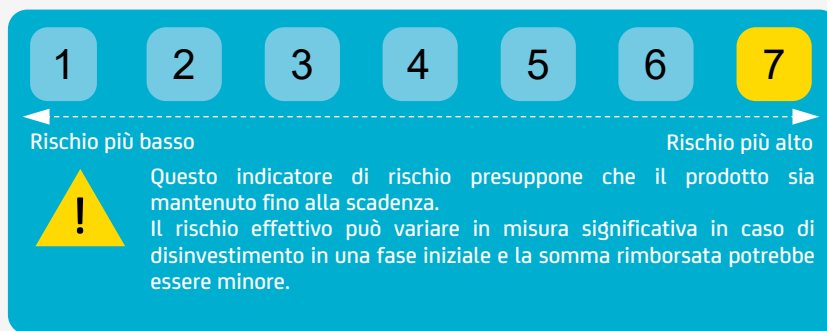 1 2 3 4 5 6 7
Rischio più basso Rischio più alto
!
Questo indicatore di rischio presuppone che il prodotto sia
mantenuto fino alla scadenza.
Il rischio effettivo può variare in misura significativa in caso di
disinvestimento in una fase iniziale e la somma rimborsata potrebbe
essere minore.